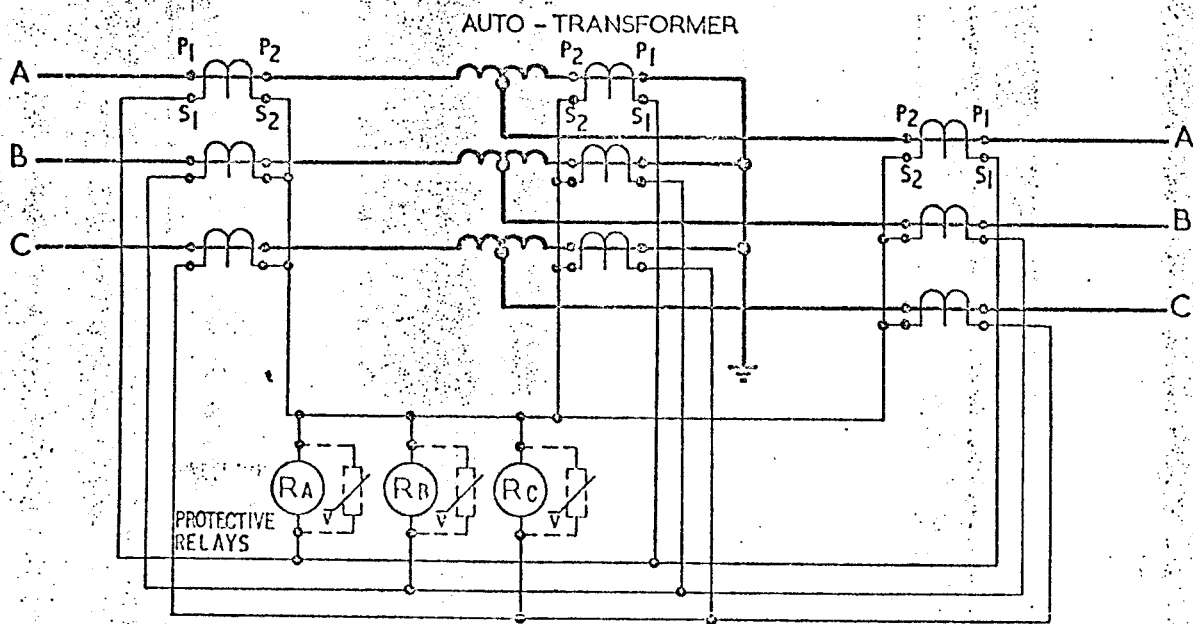 AUTO - TRANSFORMER
P1 P2
P2 P1
A
S1 S2
S2 S1
P2 P1
A
S2 S1
B
B
C
C
RA
RB
RC
V
V
V
PROTECTIVE
RELAYS